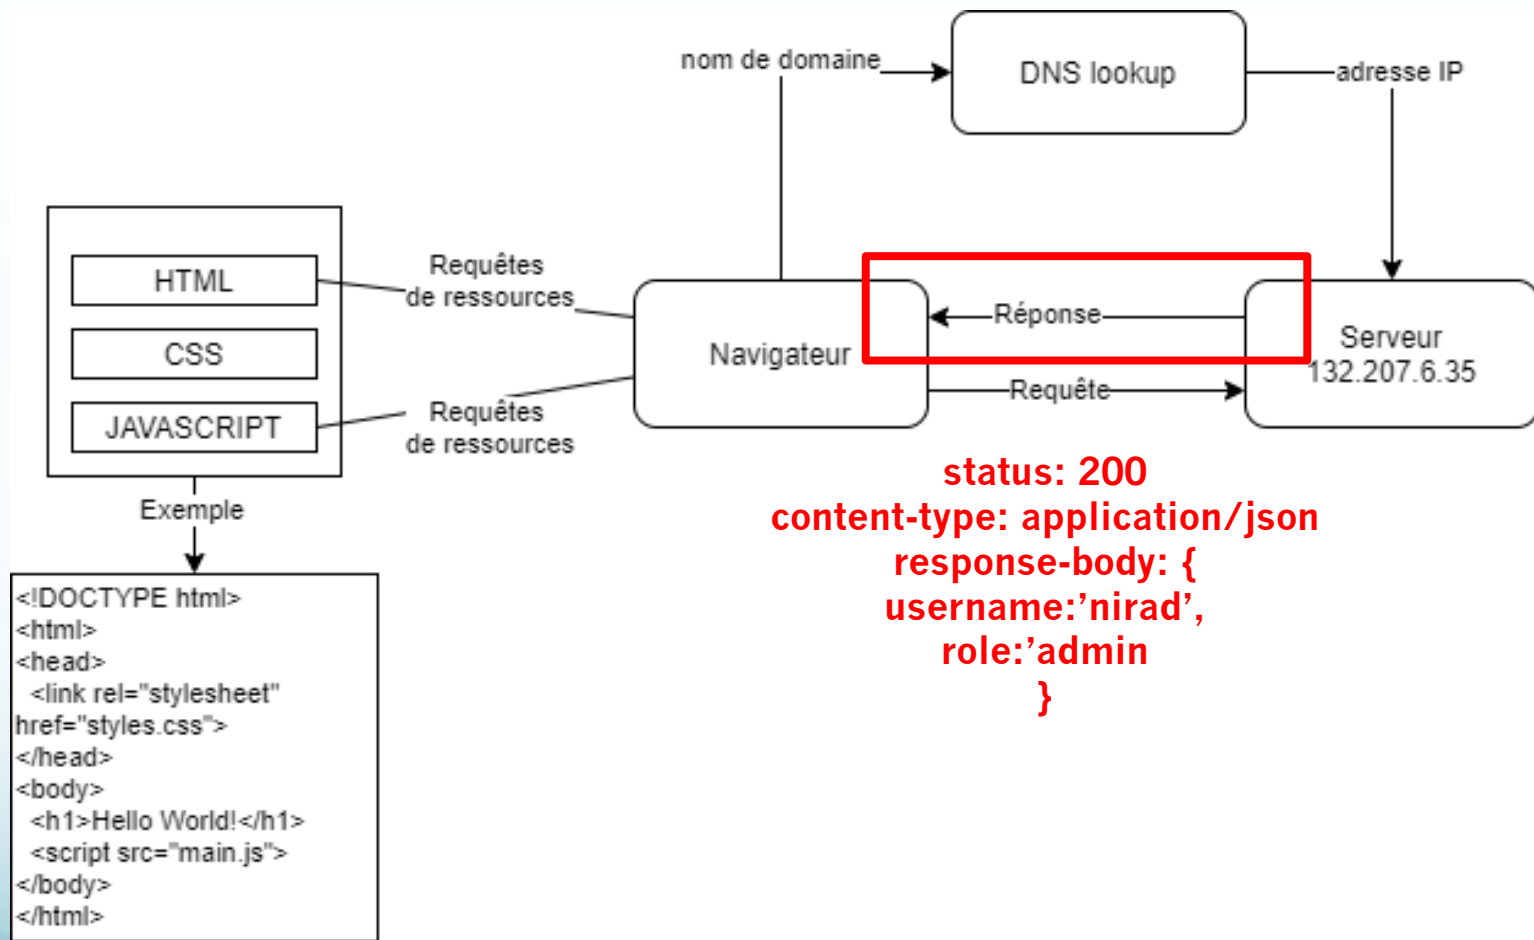 nom de domaine
DNS lookup
adresse IP
HTML
CSS
JAVASCRIPT
Requêtes
de ressources
Requêtes
de ressources
Navigateur
Réponse
Requête
Serveur
132.207.6.35
status: 200
content-type: application/json
response-body: {
username:’nirad’,
role:’admin
}
Exemple
<!DOCTYPE html>
<html>
<head>
<link rel="stylesheet"
href="styles.css">
</head>
<body>
<h1>Hello World!</h1>
<script src="main.js">
</body>
</html>